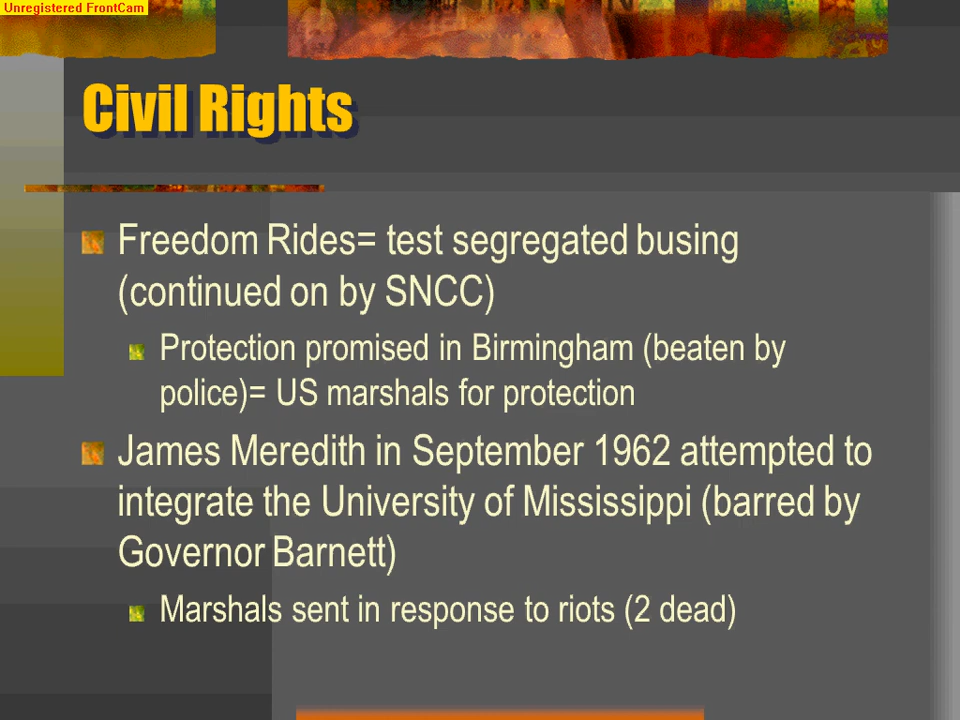 Unregistered FrontCam
Civil Rights
Freedom Rides= test segregated busing
(continued on by SNCC)
Protection promised in Birmingham (beaten by
police)= US marshals for protection
James Meredith in September 1962 attempted to
integrate the University of Mississippi (barred by
Governor Barnett)
Marshals sent in response to riots (2 dead)